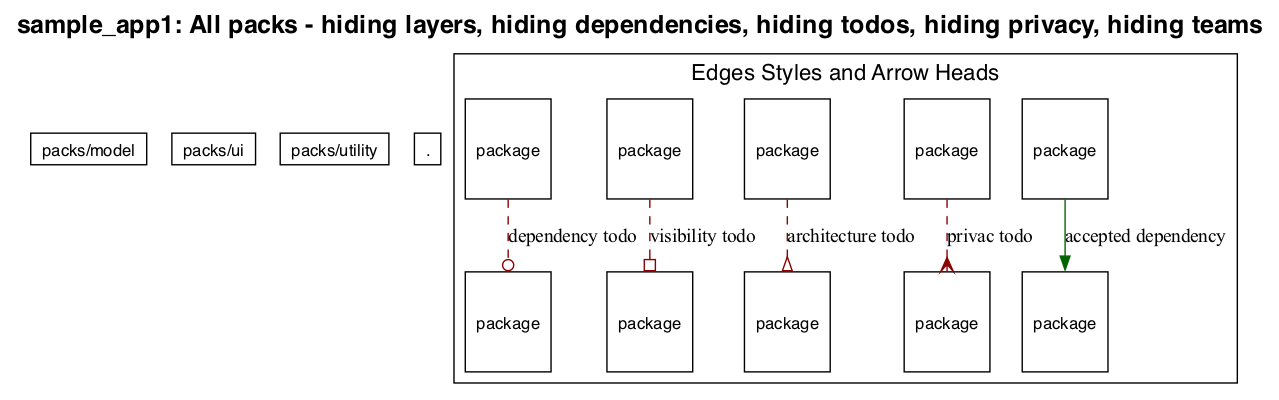 sample_app1: All packs - hiding layers, hiding dependencies, hiding todos, hiding privacy, hiding teams
Edges Styles and Arrow Heads
packs/model
packs/ui
packs/utility
.
package
package
package
package
package
dependency todo
visibility todo
architecture todo
privac todo
accepted dependency
package
package
package
package
package